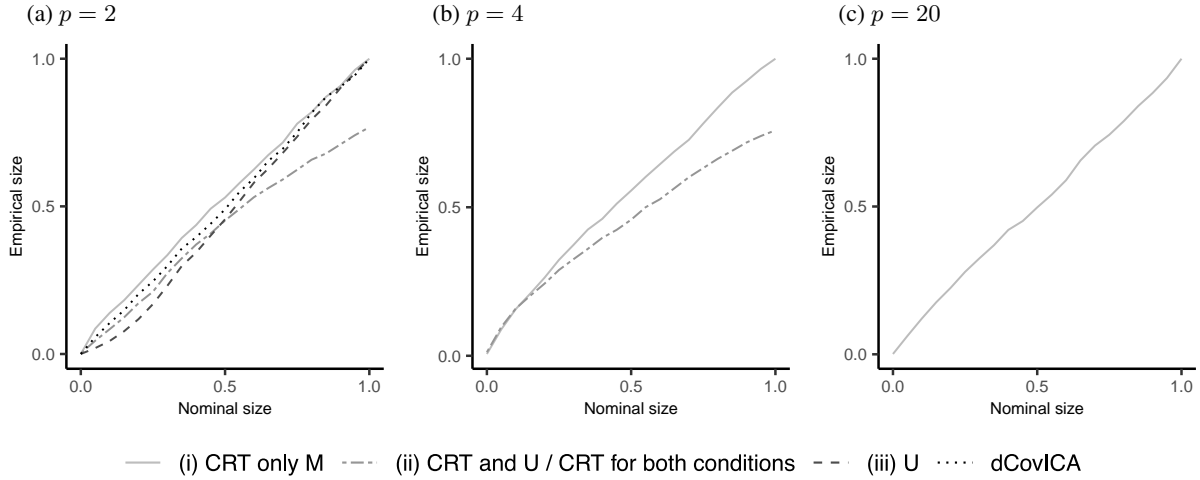 (a) p = 2
(b) p = 4
(c) p = 20
Empirical size
1.0
0.5
0.0
0.0 0.5 1.0
Nominal size
Empirical size
1.0
0.5
0.0
0.0 0.5 1.0
Nominal size
Empirical size
1.0
0.5
0.0
0.0 0.5 1.0
Nominal size
(i) CRT only M (ii) CRT and U / CRT for both conditions (iii) U dCovICA